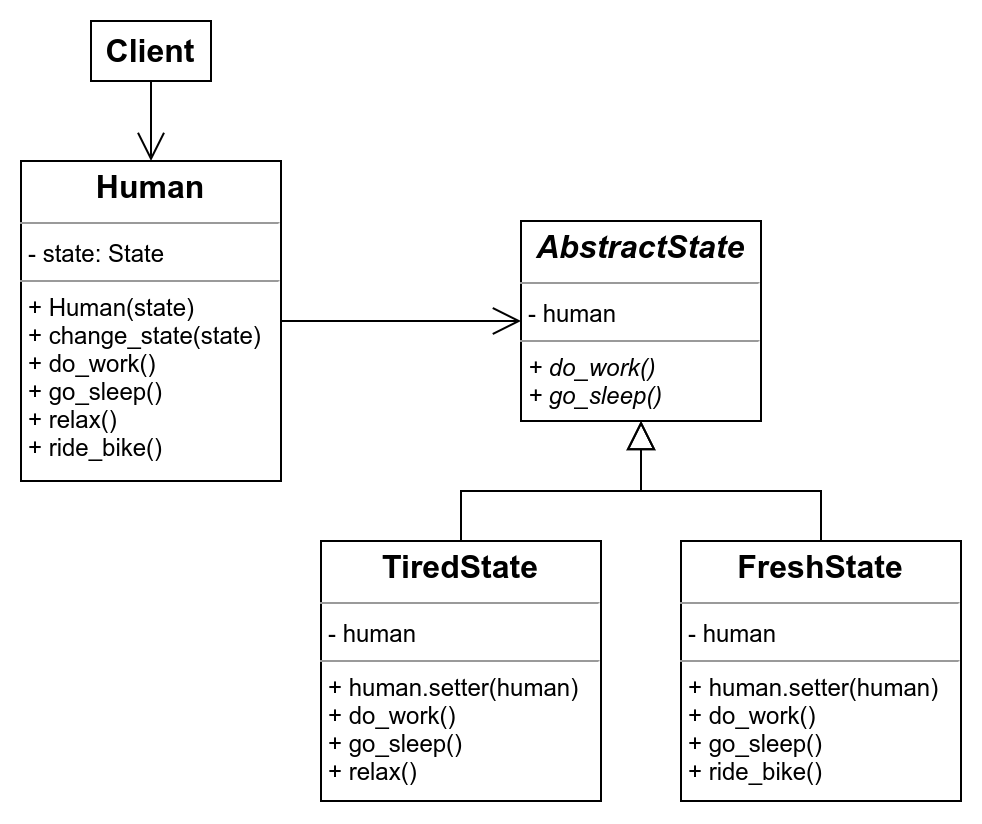 Client
Human
- state: State
+ Human(state)
+ change_state(state)
+ do_work()
+ go_sleep()
+ relax()
+ ride_bike()
AbstractState
- human
+ do_work()
+ go_sleep()
TiredState
- human
+ human.setter(human)
+ do_work()
+ go_sleep()
+ relax()
FreshState
- human
+ human.setter(human)
+ do_work()
+ go_sleep()
+ ride_bike()